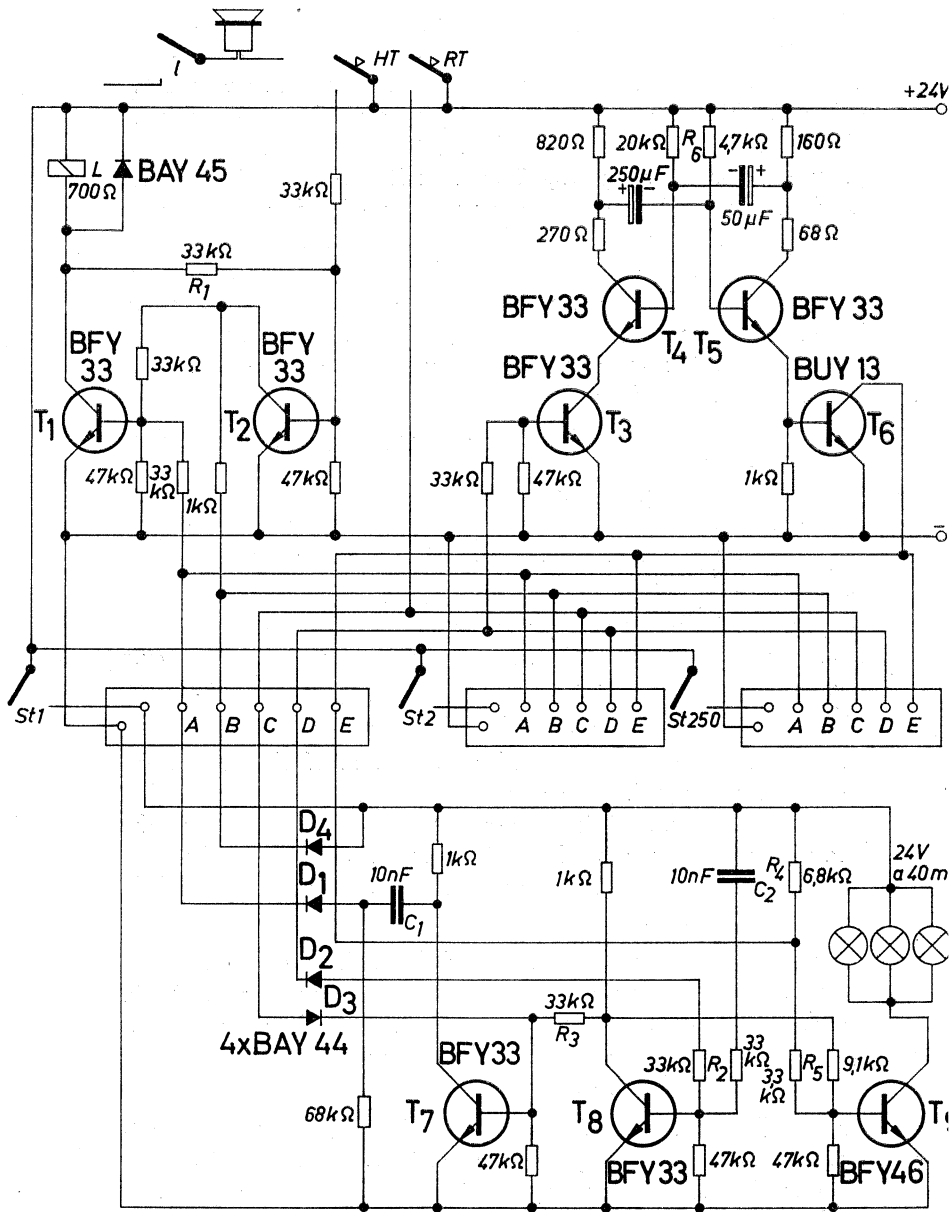 l HT RT
+24V
820Ω 20kΩ R6 4,7kΩ 160Ω
L
700Ω
BAY 45
33kΩ
250µF
+ -
- +
50µF
33kΩ
R1
270Ω
68Ω
BFY 33
BFY 33
T4 T5
BFY
33
BFY
33
BFY 33
BUY 13
33kΩ
T1
T2
T3
T6
47kΩ
33
kΩ
1kΩ
47kΩ
33kΩ
47kΩ
1kΩ
-
St1 A B C D E
St2 A B C D E
St250 A B C D E
D4
1kΩ
1kΩ
10nF
C2
R4
6,8kΩ
24V
a 40m
D1
10nF
C1
D2
D3
33kΩ
R3
4xBAY 44
BFY33
33kΩ
R2
33
kΩ
3,3
kΩ
R5
9,1kΩ
68kΩ
T7
T8
47kΩ
BFY33
47kΩ
47kΩ
BFY46